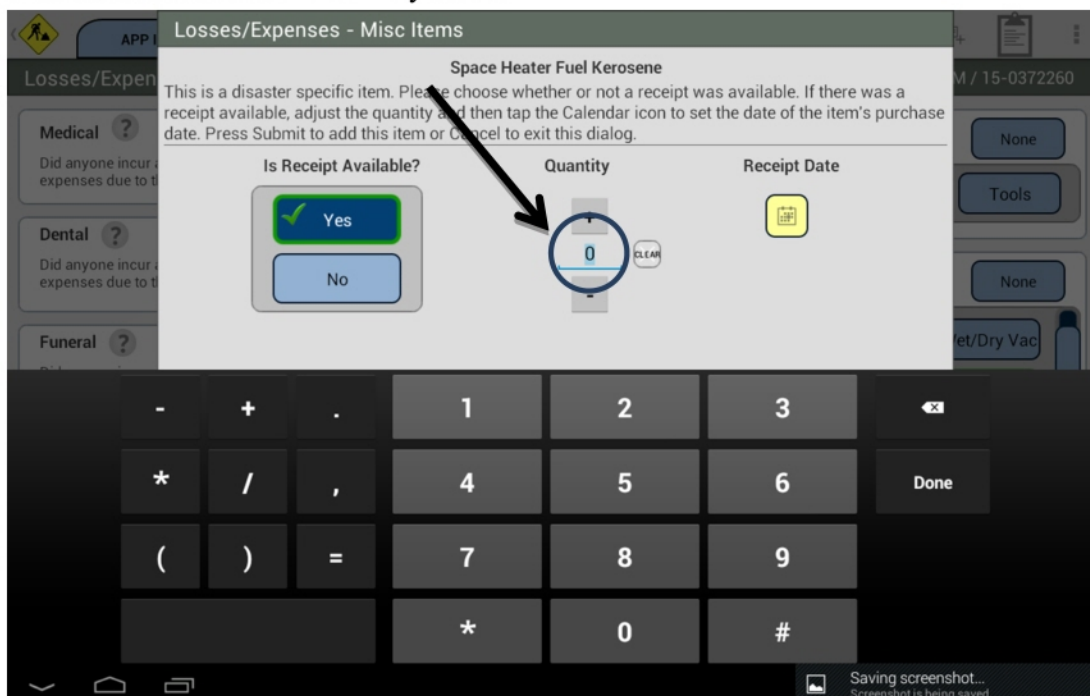 APP I
Losses/Expenses - Misc Items
Losses/Expen
M / 15-0372260
Space Heater Fuel Kerosene
This is a disaster specific item. Please choose whether or not a receipt was available. If there was a
receipt available, adjust the quantity and then tap the Calendar icon to set the date of the item's purchase
date. Press Submit to add this item or Cancel to exit this dialog.
Medical ?
Did anyone incur
expenses due to t
None
Tools
Is Receipt Available?
Quantity
Receipt Date
Yes
No
+
0
CLEAR
-
Dental ?
Did anyone incur
expenses due to t
None
Funeral ?
et/Dry Vac
- + . 1 2 3
* / , 4 5 6 Done
( ) = 7 8 9
* 0 #
Saving screenshot...
Screenshot is being saved